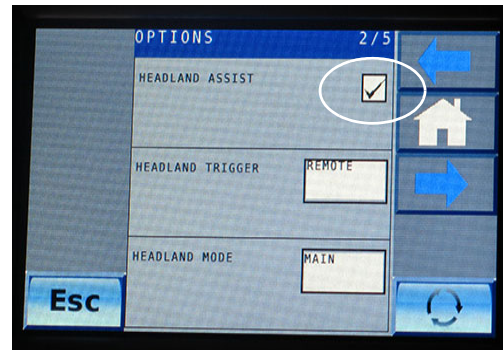 OPTIONS 2/5
HEADLAND ASSIST
HEADLAND TRIGGER REMOTE
HEADLAND MODE MAIN
Esc